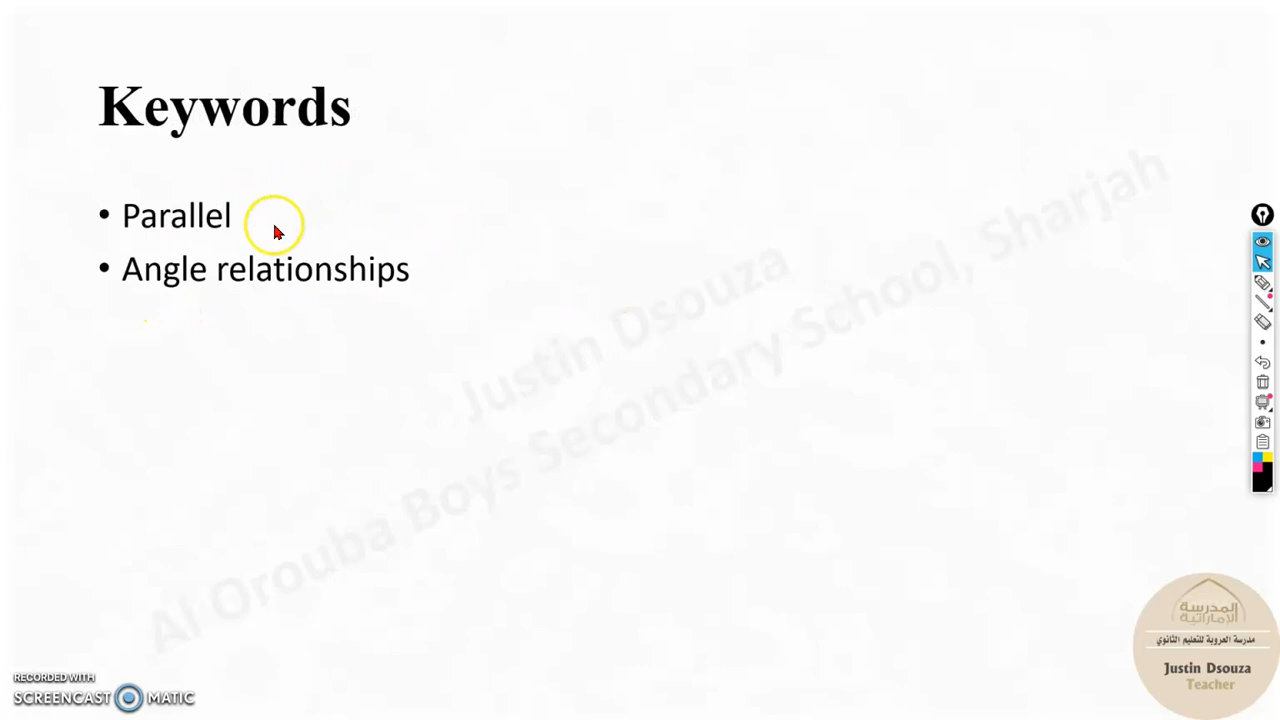 Keywords
• Parallel
• Angle relationships
Justin Dsouza
Al Orouba Boys Secondary School, Sharjah
المدرسة
الإماراتية
مدرسة العروبة للتعليم الثانوي
Justin Dsouza
Teacher
RECORDED WITH
SCREENCAST MATIC